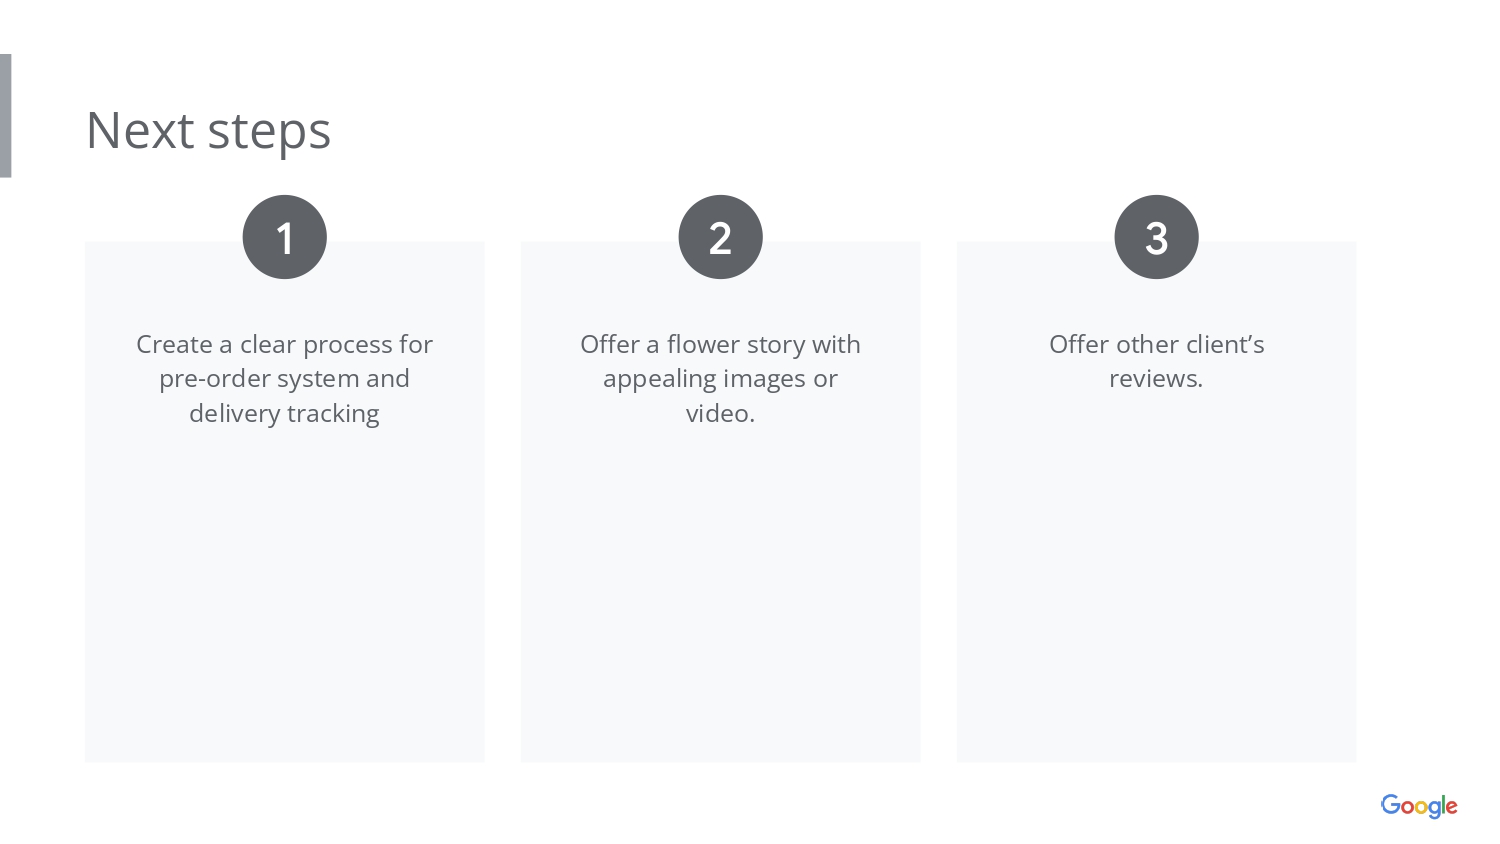 Next steps
1
Create a clear process for
pre-order system and
delivery tracking
2
Offer a flower story with
appealing images or
video.
3
Offer other client’s
reviews.
Google